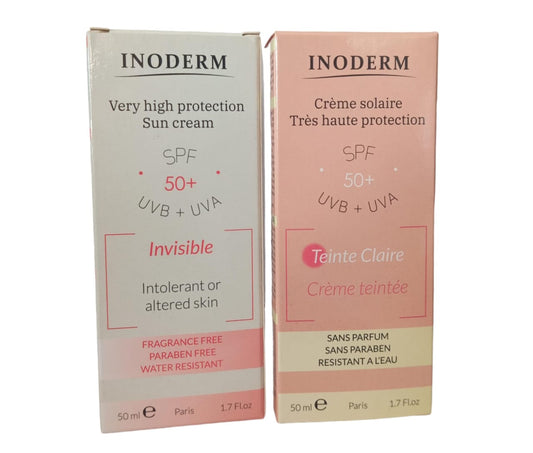 INODERM
Very high protection
Sun cream
SPF
50+
UVB + UVA
Invisible
Intolerant or
altered skin
FRAGRANCE FREE
PARABEN FREE
WATER RESISTANT
50 ml e Paris 1.7 Fl.oz
INODERM
Crème solaire
Très haute protection
SPF
50+
UVB + UVA
Teinte Claire
Crème teintée
SANS PARFUM
SANS PARABEN
RESISTANT A L'EAU
50 ml e Paris 1.7 Fl.oz